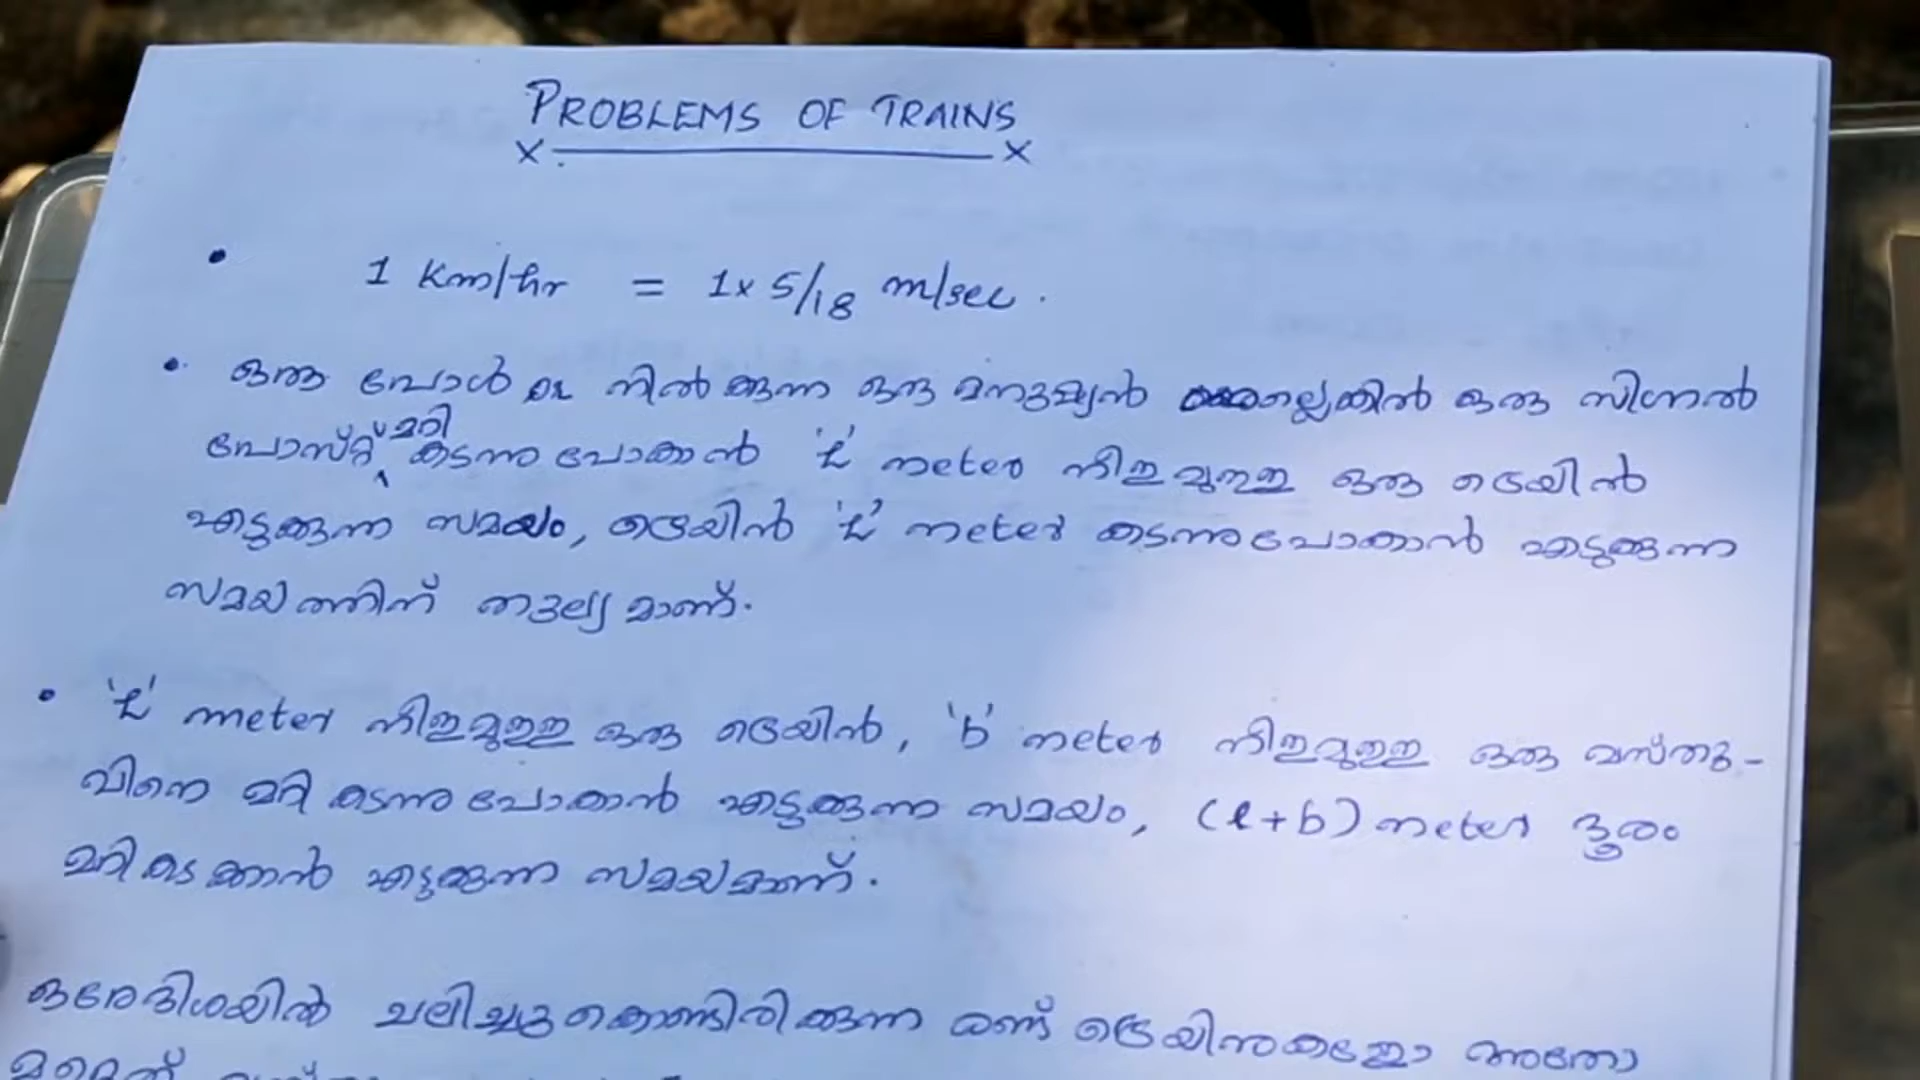 PROBLEMS OF TRAINS
1 Km/hr = 1x 5/18 m/sec.
ഒരു പോൾ നിൽക്കുന്ന ഒരു മനുഷ്യൻ അല്ലെങ്കിൽ ഒരു സിഗ്നൽ
പോസ്റ്റ് മറി കടന്നു പോകാൻ 'l' meter നീളമുള്ള ഒരു ട്രെയിൻ
എടുക്കുന്ന സമയം, ട്രെയിൻ 'l' meter കടന്നുപോകാൻ എടുക്കുന്ന
സമയത്തിന് തുല്യമാണ്.
'l' meter നീളമുള്ള ഒരു ട്രെയിൻ, 'b' meter നീളമുള്ള ഒരു വസ്തു-
വിനെ മറി കടന്നു പോകാൻ എടുക്കുന്ന സമയം, (l+b) meter ദൂരം
മറികടക്കാൻ എടുക്കുന്ന സമയമാണ്.
ഒരേദിശയിൽ ചലിച്ചുകൊണ്ടിരിക്കുന്ന രണ്ട് ട്രെയിനുകളോ അതോ